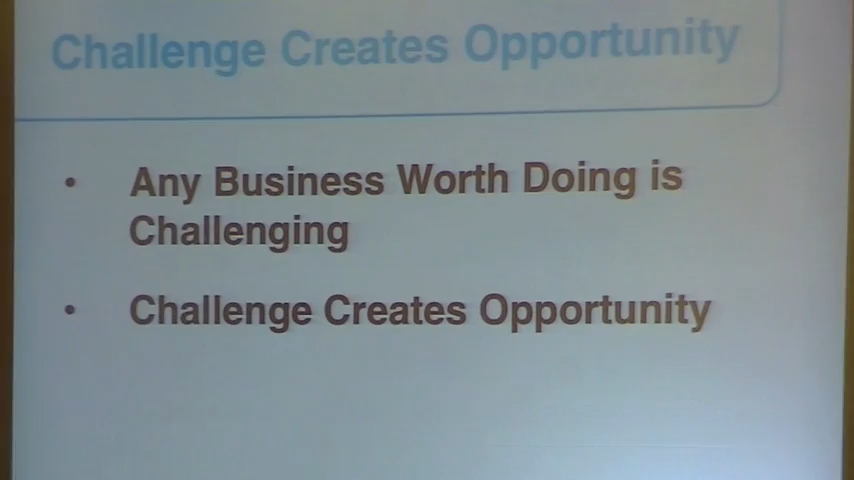 Challenge Creates Opportunity
• Any Business Worth Doing is
Challenging
• Challenge Creates Opportunity